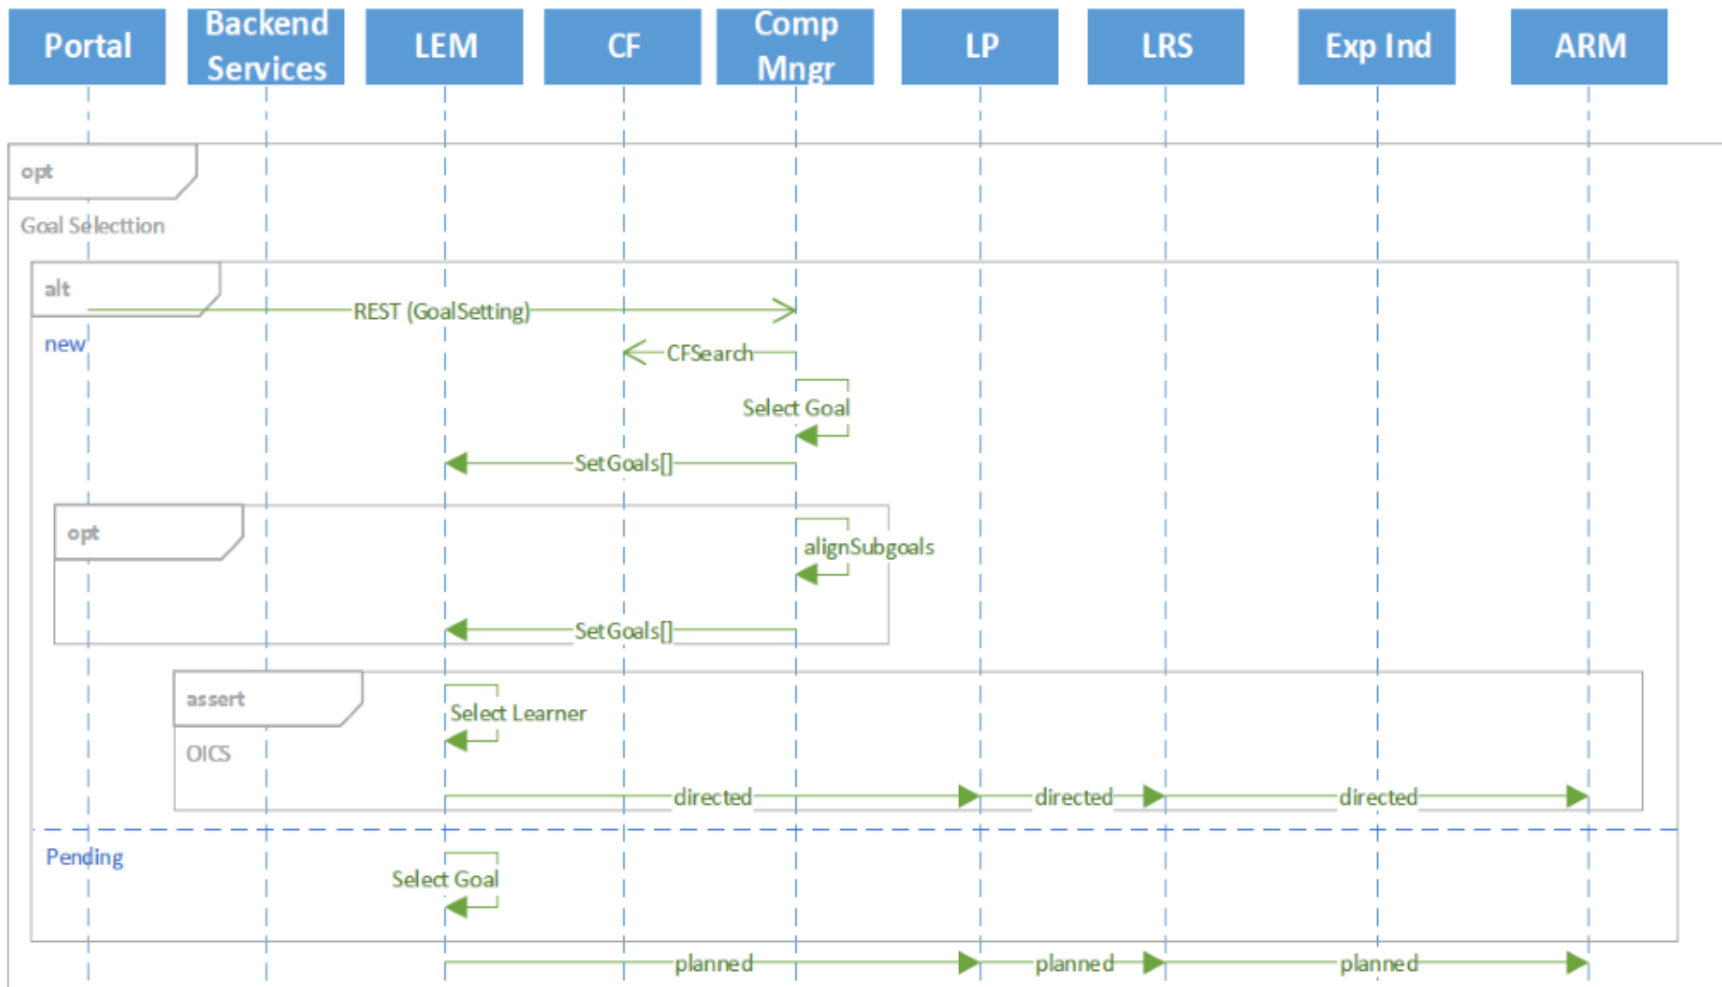 Portal
Backend
Services
LEM
CF
Comp
Mngr
LP
LRS
Exp Ind
ARM
opt
Goal Selecttion
alt
REST (GoalSetting)
new
CFSearch
Select Goal
SetGoals[]
opt
alignSubgoals
SetGoals[]
assert
Select Learner
OICS
directed
directed
directed
Pending
Select Goal
planned
planned
planned